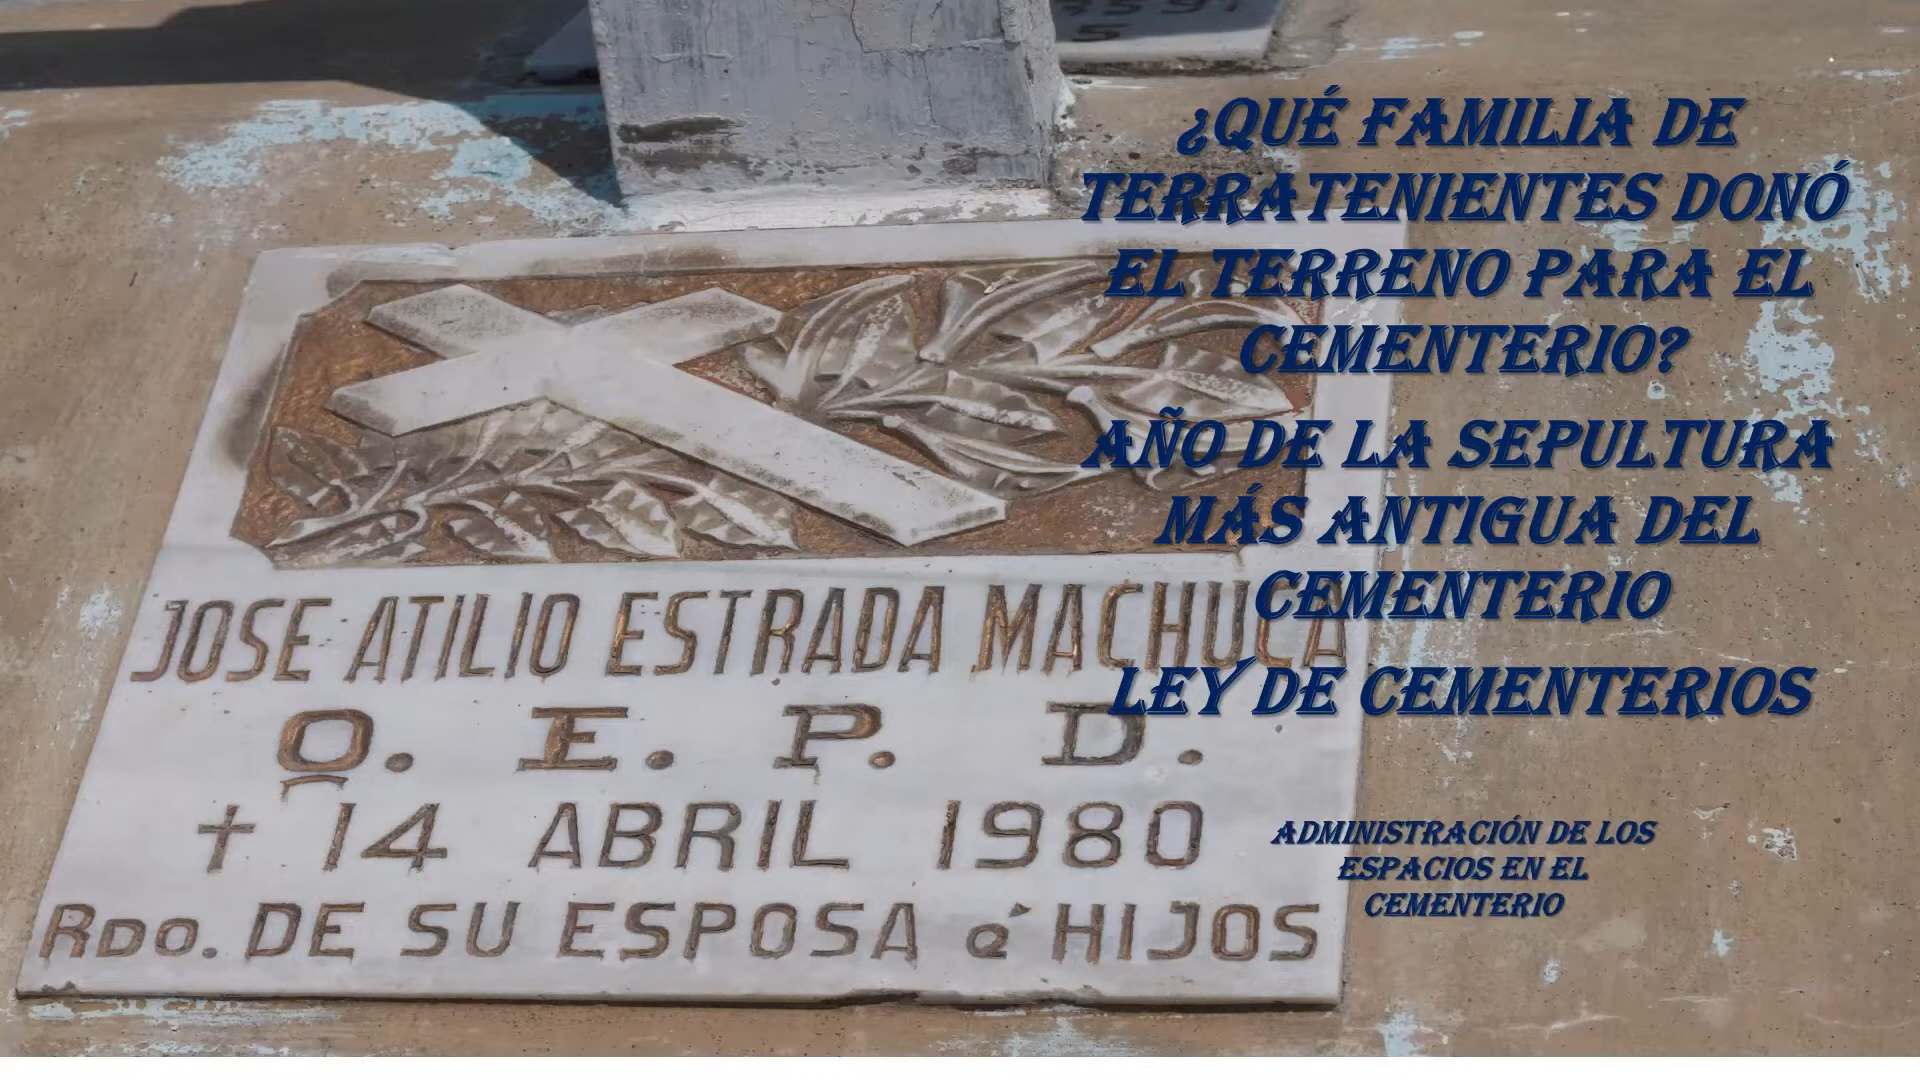 3591
5
¿QUÉ FAMILIA DE
TERRATENIENTES DONÓ
EL TERRENO PARA EL
CEMENTERIO?
AÑO DE LA SEPULTURA
MÁS ANTIGUA DEL
CEMENTERIO
LEY DE CEMENTERIOS
ADMINISTRACIÓN DE LOS
ESPACIOS EN EL
CEMENTERIO
JOSE ATILIO ESTRADA MACHUCA
Q. E. P. D.
† 14 ABRIL 1980
RDO. DE SU ESPOSA é HIJOS